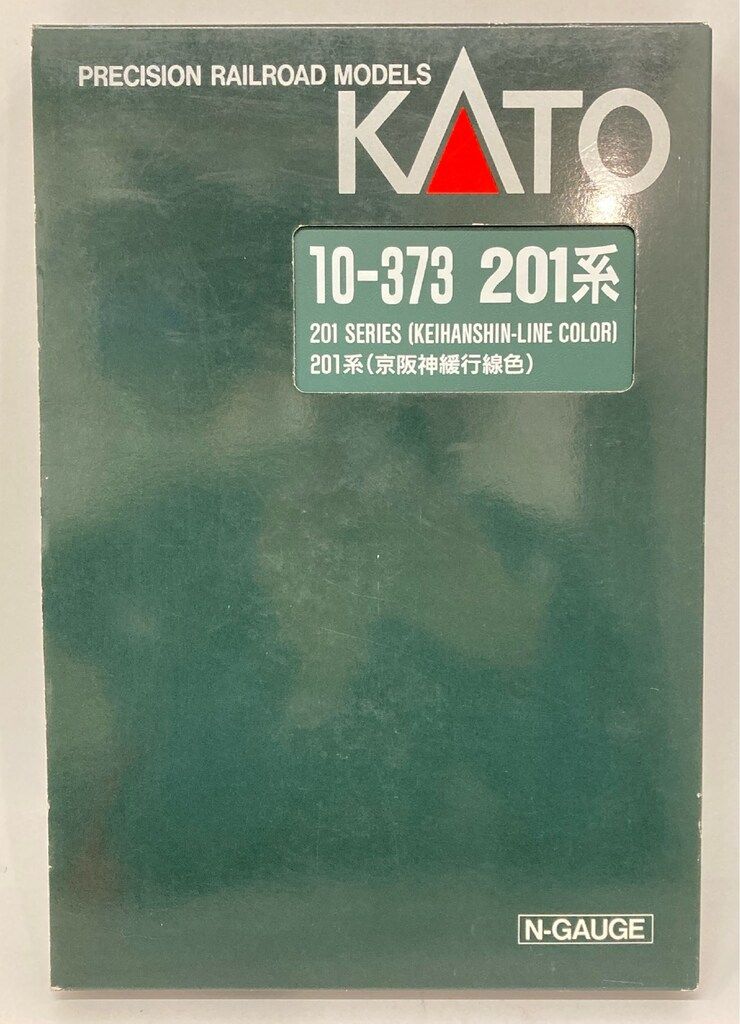 PRECISION RAILROAD MODELS
KATO
10-373 201系
201 SERIES (KEIHANSHIN-LINE COLOR)
201系(京阪神緩行線色)
N-GAUGE